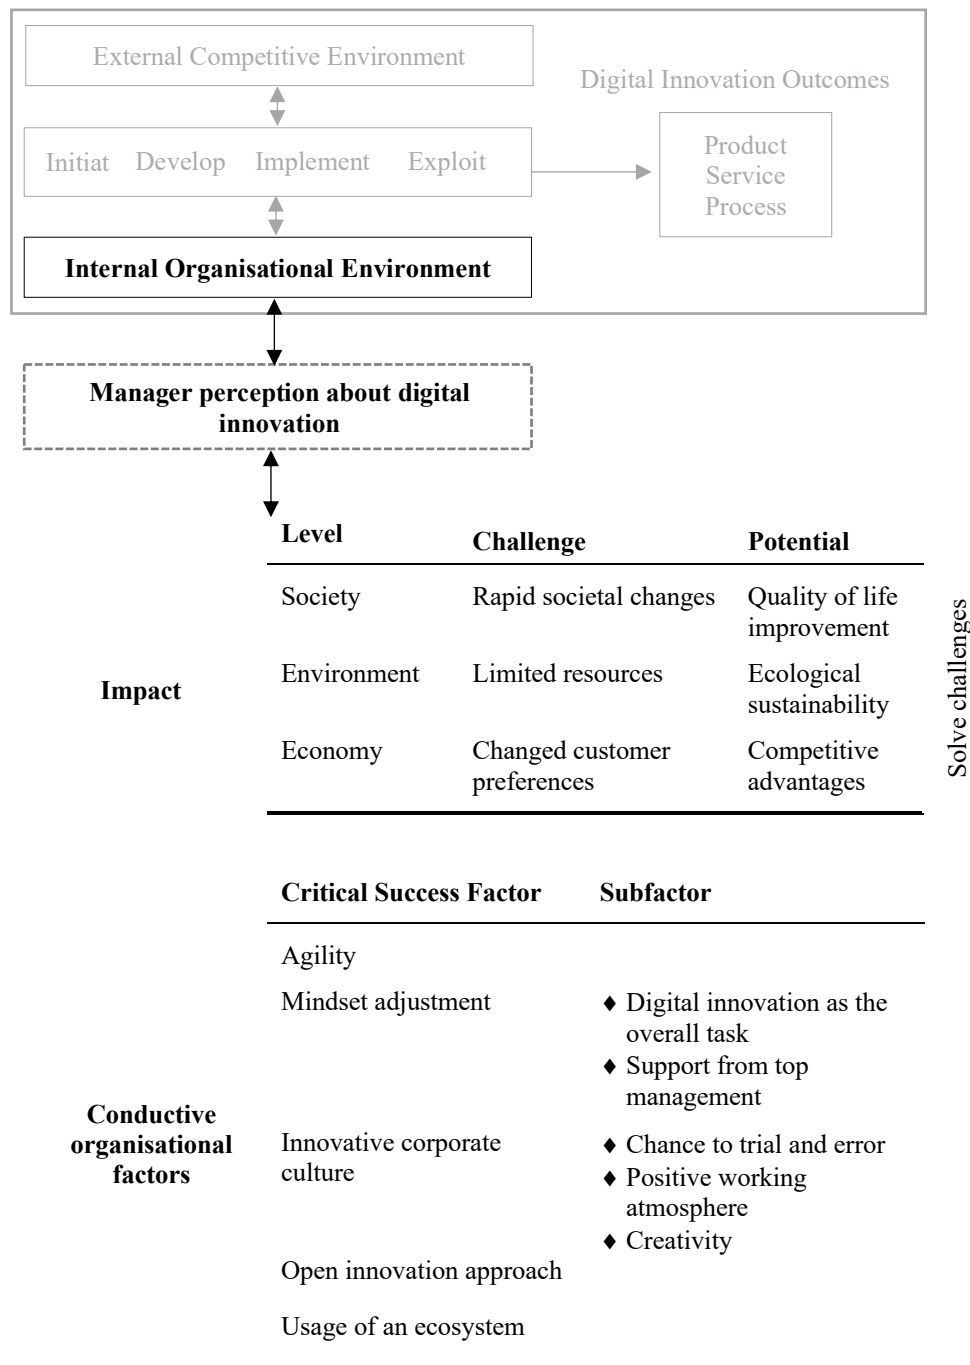 External Competitive Environment
Digital Innovation Outcomes
Initiat Develop Implement Exploit
Product
Service
Process
Internal Organisational Environment
Manager perception about digital
innovation
Level Challenge Potential
Society Rapid societal changes Quality of life
improvement
Environment Limited resources Ecological
sustainability
Economy Changed customer Competitive
preferences advantages
Impact
Solve challenges
Critical Success Factor Subfactor
Agility
Mindset adjustment ♦ Digital innovation as the
overall task
♦ Support from top
management
Conductive
organisational
factors
Innovative corporate ♦ Chance to trial and error
culture ♦ Positive working
atmosphere
♦ Creativity
Open innovation approach
Usage of an ecosystem